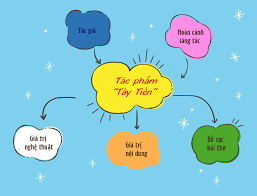 Tác giả
Hoàn cảnh
sáng tác
Tác phẩm
"Tây Tiến"
Giá trị
nghệ thuật
Giá trị
nội dung
Bố cục
bài thơ